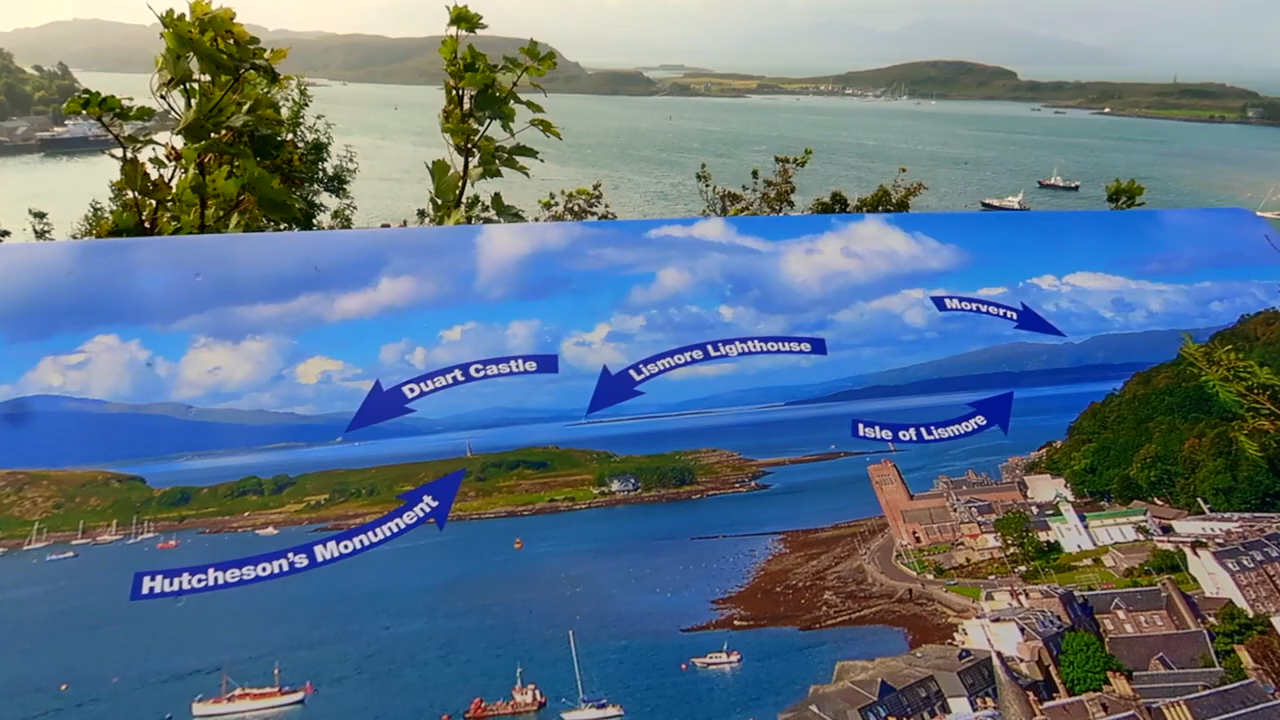 Morvern
Duart Castle
Lismore Lighthouse
Isle of Lismore
Hutcheson's Monument